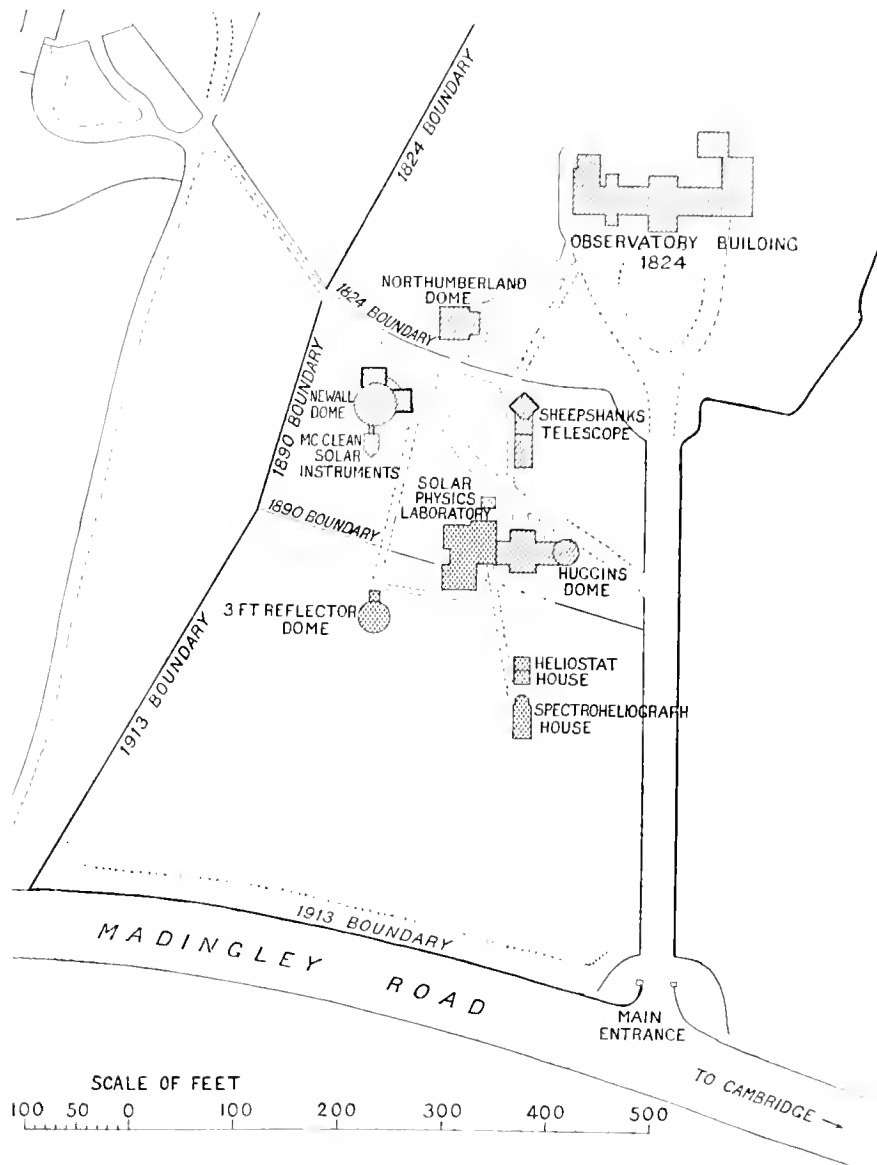 1824 BOUNDARY
OBSERVATORY BUILDING
1824
NORTHUMBERLAND
DOME
1824 BOUNDARY
1890 BOUNDARY
NEWALL
DOME
MC CLEAN
SOLAR
INSTRUMENTS
SHEEPSHANKS
TELESCOPE
SOLAR
PHYSICS
LABORATORY
1890 BOUNDARY
HUGGINS
DOME
3 FT REFLECTOR
DOME
1913 BOUNDARY
HELIOSTAT
HOUSE
SPECTROHELIOGRAPH
HOUSE
1913 BOUNDARY
MADINGLEY ROAD
MAIN
ENTRANCE
TO CAMBRIDGE
SCALE OF FEET
100 50 0 100 200 300 400 500